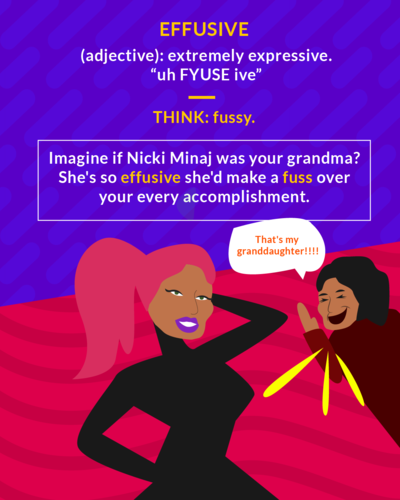 EFFUSIVE
(adjective): extremely expressive.
“uh FYUSE ive”
THINK: fussy.
Imagine if Nicki Minaj was your grandma?
She's so effusive she'd make a fuss over
your every accomplishment.
That's my
granddaughter!!!!